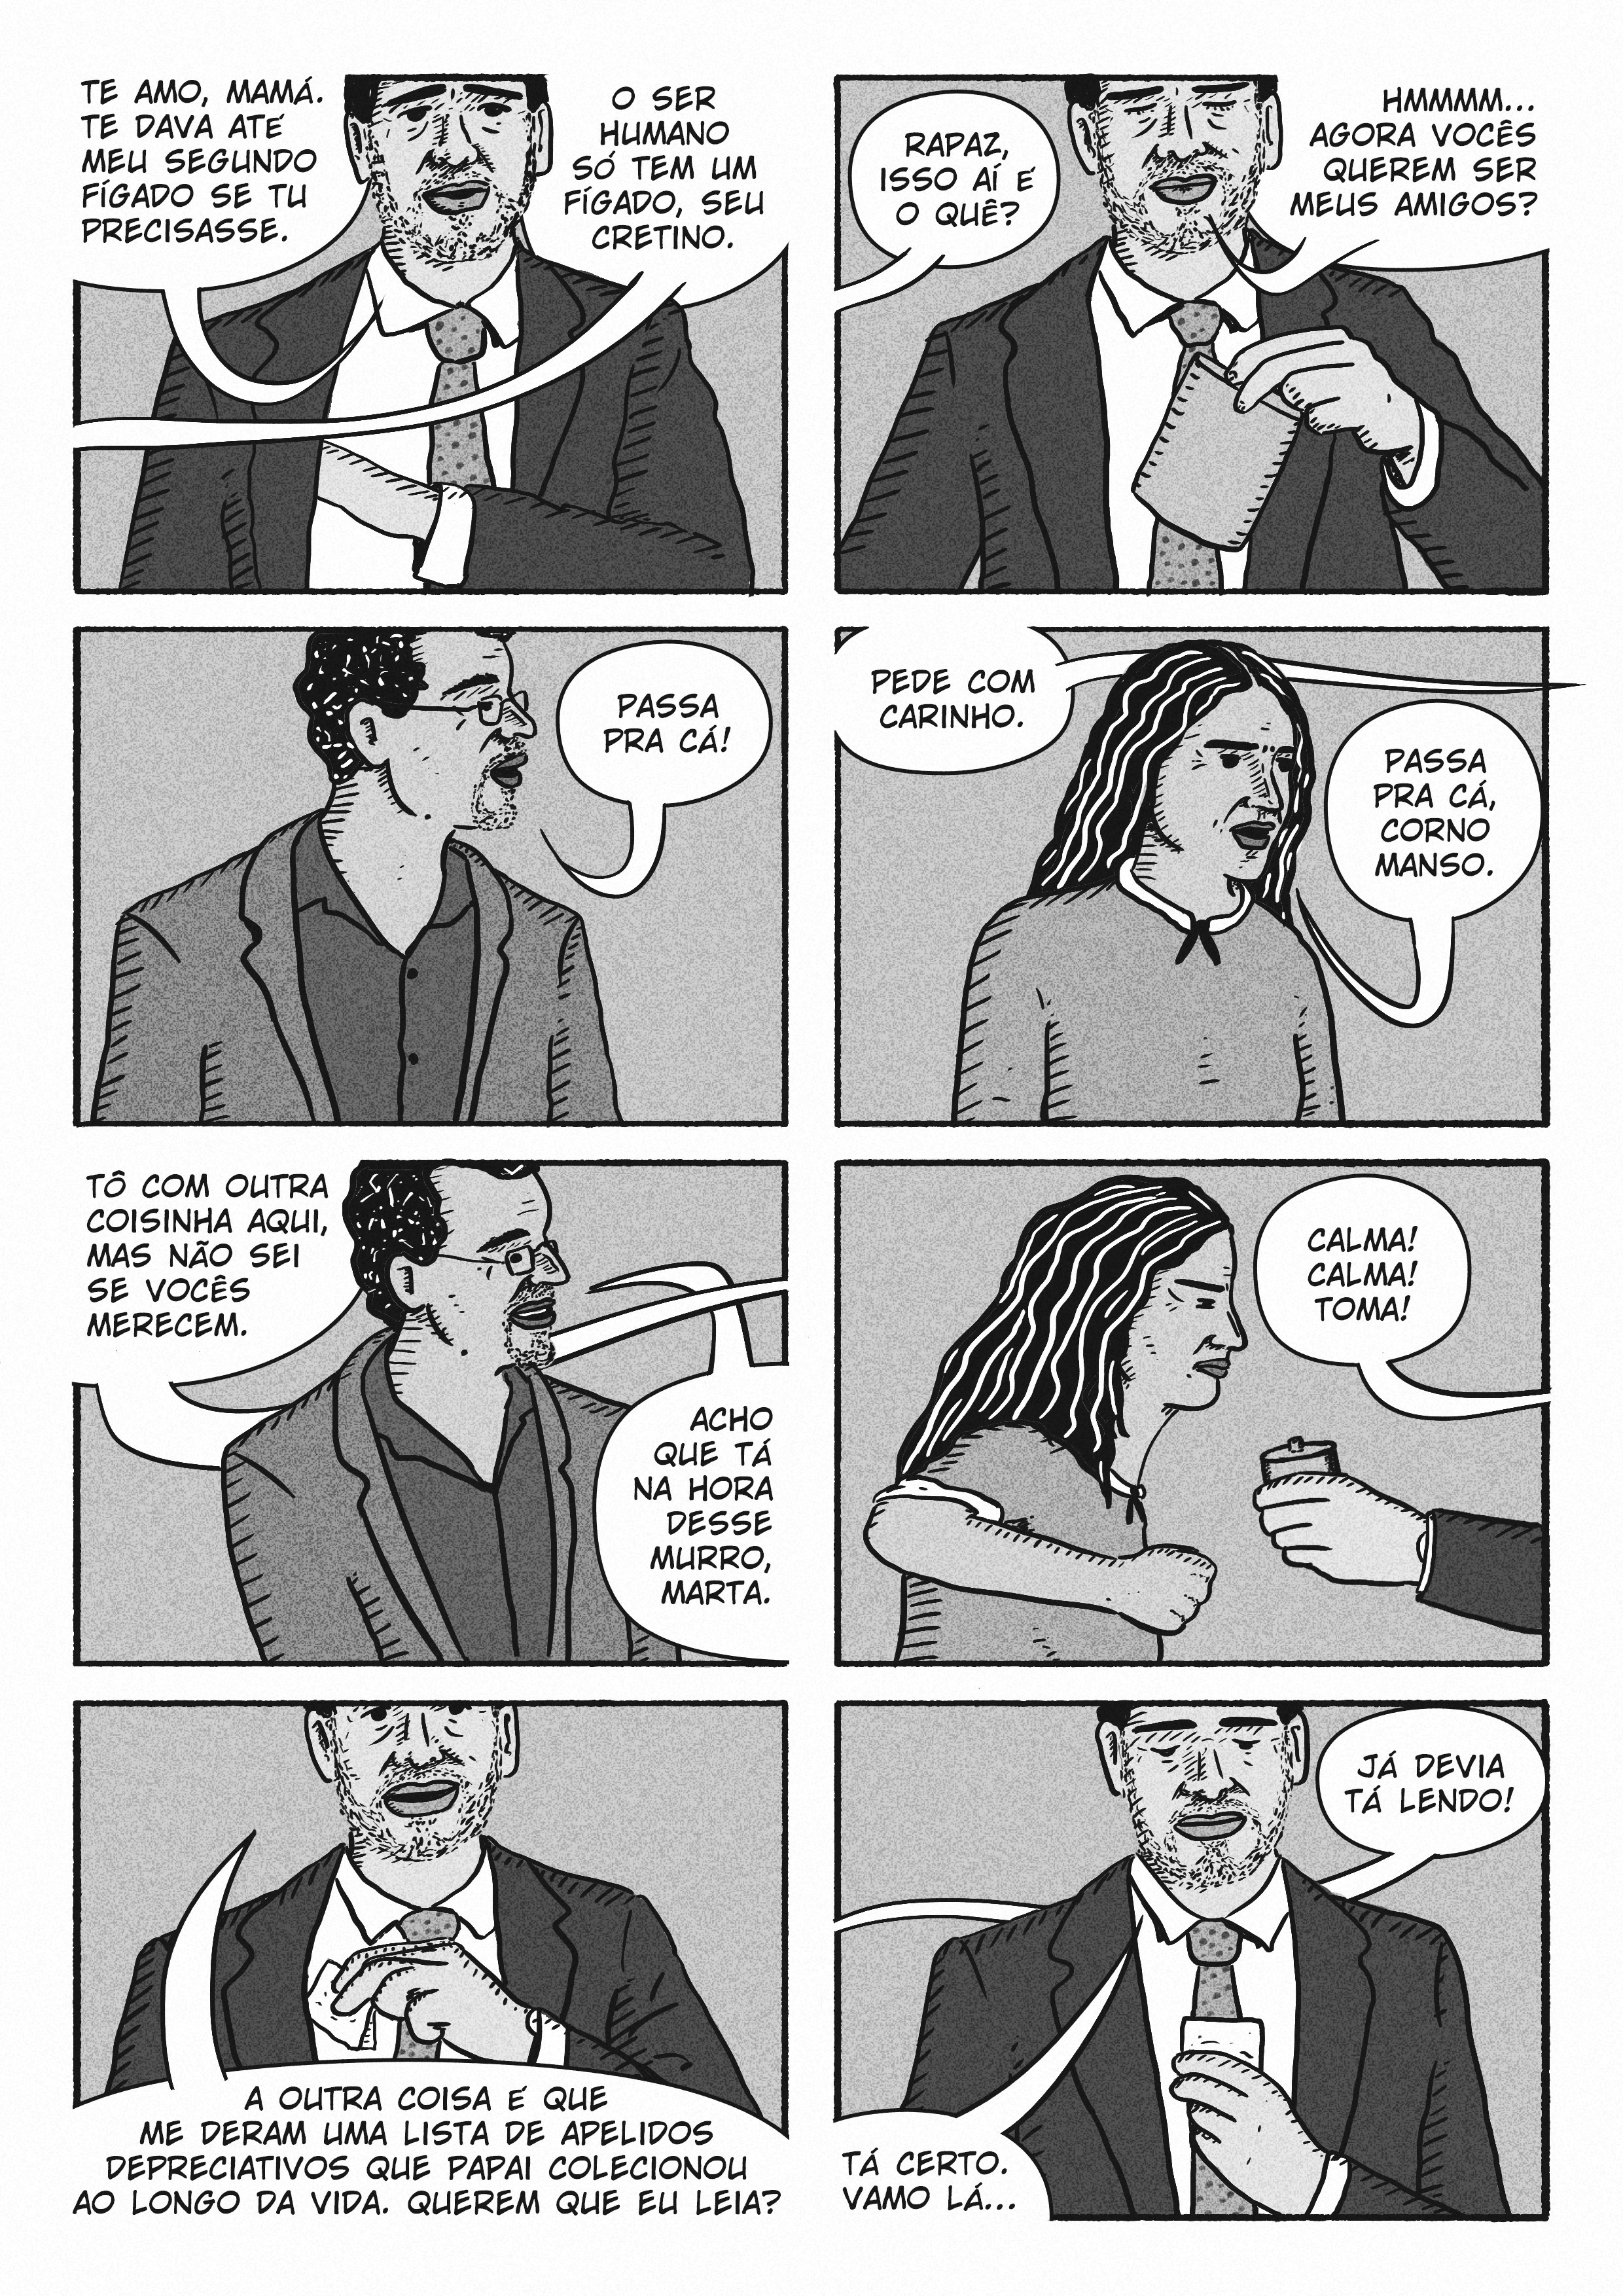 TE AMO, MAMÁ.
TE DAVA ATÉ
MEU SEGUNDO
FÍGADO SE TU
PRECISASSE.
O SER
HUMANO
SÓ TEM UM
FÍGADO, SEU
CRETINO.
RAPAZ,
ISSO AÍ É
O QUÊ?
HMMMM...
AGORA VOCÊS
QUEREM SER
MEUS AMIGOS?
PASSA
PRA CÁ!
PEDE COM
CARINHO.
PASSA
PRA CÁ,
CORNO
MANSO.
TÔ COM OUTRA
COISINHA AQUI,
MAS NÃO SEI
SE VOCÊS
MERECEM.
ACHO
QUE TÁ
NA HORA
DESSE
MURRO,
MARTA.
CALMA!
CALMA!
TOMA!
A OUTRA COISA É QUE
ME DERAM UMA LISTA DE APELIDOS
DEPRECIATIVOS QUE PAPAI COLECIONOU
AO LONGO DA VIDA. QUEREM QUE EU LEIA?
JÁ DEVIA
TÁ LENDO!
TÁ CERTO.
VAMO LÁ...